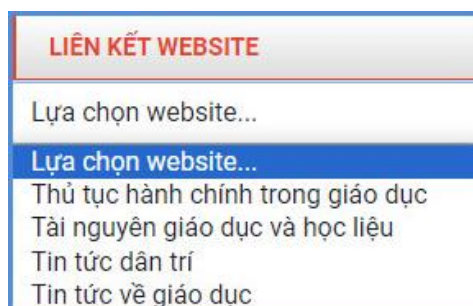 LIÊN KẾT WEBSITE
Lựa chọn website...
Lựa chọn website...
Thủ tục hành chính trong giáo dục
Tài nguyên giáo dục và học liệu
Tin tức dân trí
Tin tức về giáo dục